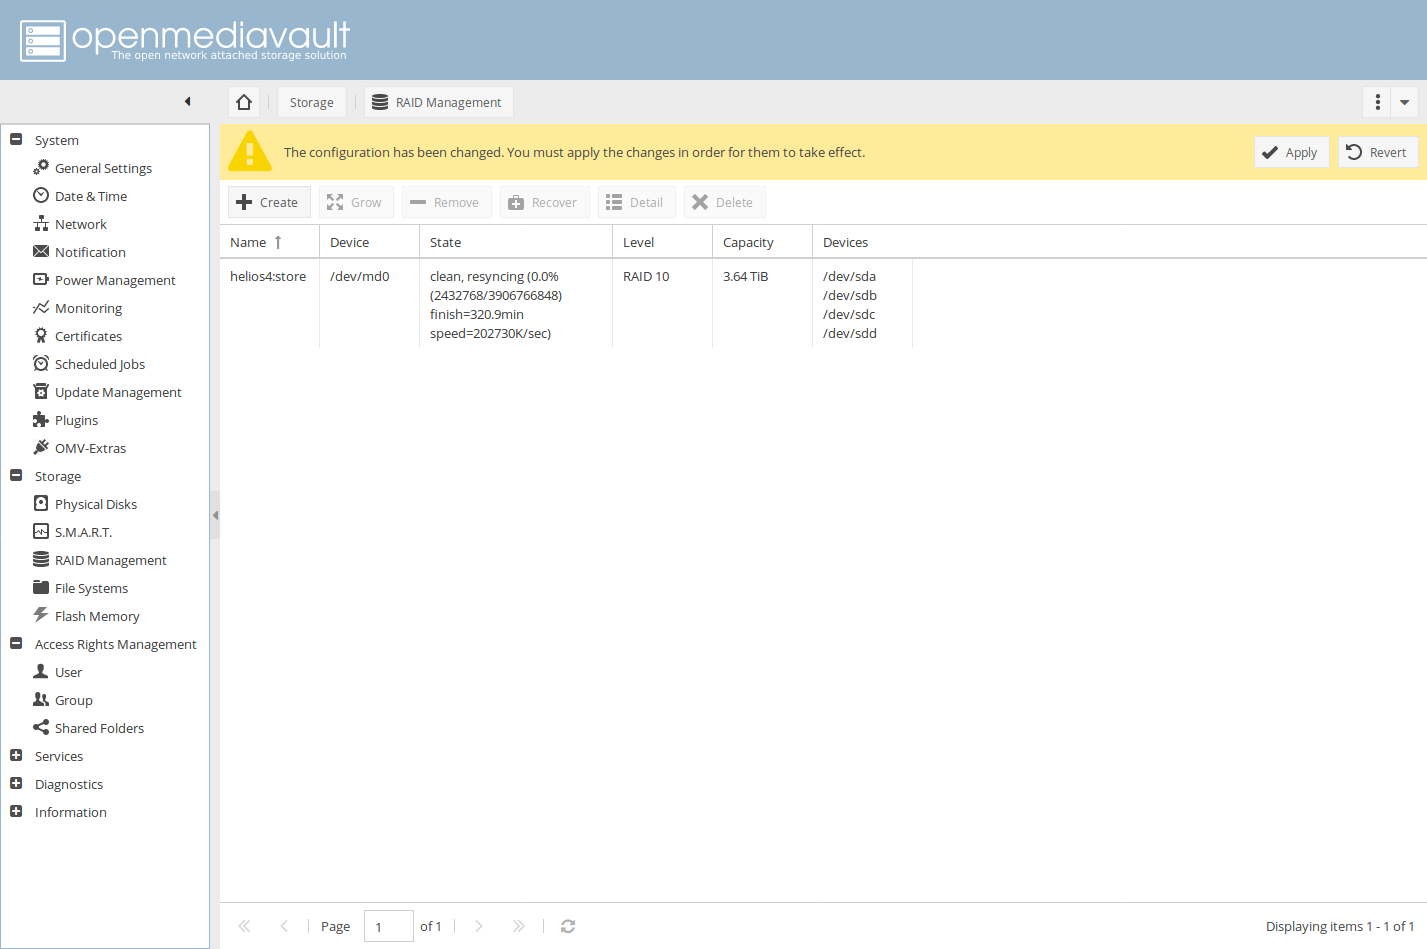 openmediavault
The open network attached storage solution
Storage
RAID Management
The configuration has been changed. You must apply the changes in order for them to take effect.
Apply
Revert
System
General Settings
Date & Time
Network
Notification
Power Management
Monitoring
Certificates
Scheduled Jobs
Update Management
Plugins
OMV-Extras
Storage
Physical Disks
S.M.A.R.T.
RAID Management
File Systems
Flash Memory
Access Rights Management
User
Group
Shared Folders
Services
Diagnostics
Information
Create
Grow
Remove
Recover
Detail
Delete
Name
Device
State
Level
Capacity
Devices
helios4:store
/dev/md0
clean, resyncing (0.0%
(2432768/3906766848)
finish=320.9min
speed=202730K/sec)
RAID 10
3.64 TiB
/dev/sda
/dev/sdb
/dev/sdc
/dev/sdd
Page 1 of 1
Displaying items 1 - 1 of 1